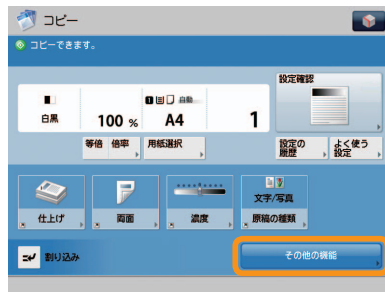 コピー
コピーできます。
設定確認
1 自動
白黒 100 % A4 1
等倍 倍率 用紙選択
設定の履歴 よく使う設定
文字/写真
仕上げ 両面 濃度 原稿の種類
割り込み その他の機能